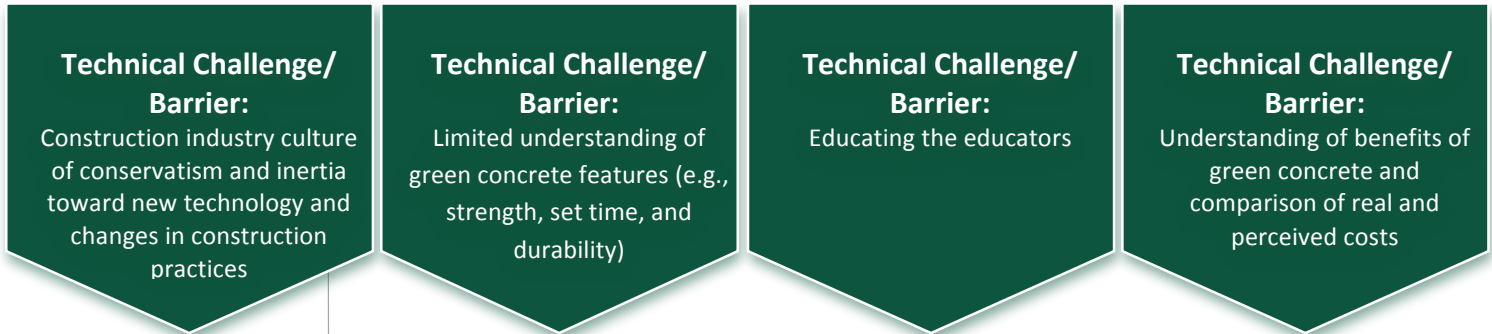 Technical Challenge/
Barrier:
Construction industry culture
of conservatism and inertia
toward new technology and
changes in construction
practices
Technical Challenge/
Barrier:
Limited understanding of
green concrete features (e.g.,
strength, set time, and
durability)
Technical Challenge/
Barrier:
Educating the educators
Technical Challenge/
Barrier:
Understanding of benefits of
green concrete and
comparison of real and
perceived costs